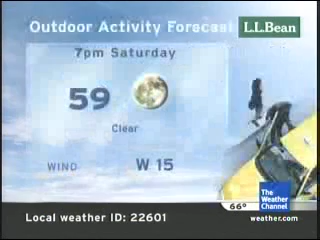 Outdoor Activity Forecast
L.L.Bean
7pm Saturday
59
Clear
WIND W 15
The
Weather
Channel
66°
Local weather ID: 22601
weather.com